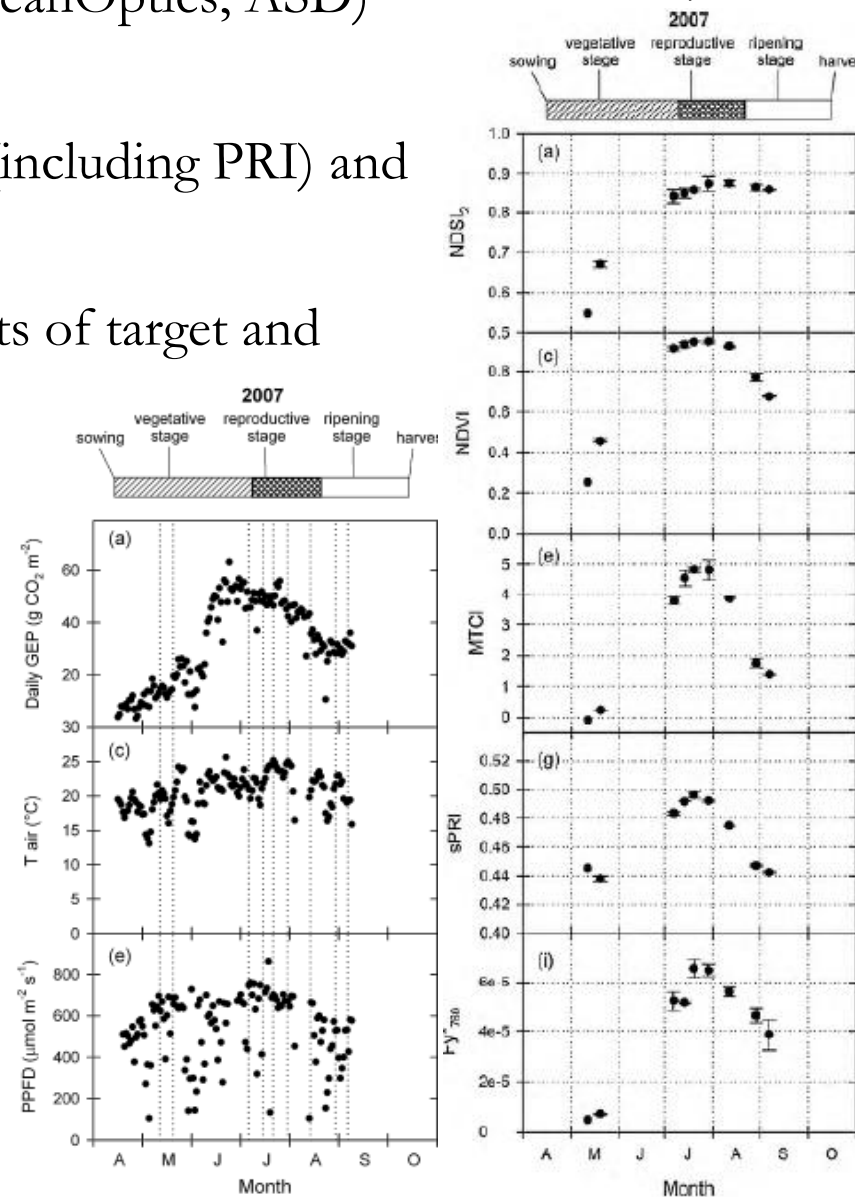 eanOptics, ASD)
including PRI) and
ts of target and
2007
vegetative stage
reproductive stage
ripening stage
sowing
harves
(a)
Daily GEP (g CO2 m-2)
60
40
20
30
(c)
T air (°C)
25
20
15
10
5
0
(e)
PPFD (µmol m-2 s-1)
800
600
400
200
0
A M J J A S O
Month
2007
vegetative stage
reproductive stage
ripening stage
sowing
harve
(a)
NDSI2
1.0
0.9
0.8
0.7
0.6
0.5
(c)
NDVI
0.8
0.6
0.4
0.2
0.0
(e)
MTCI
5
4
3
2
1
0
(g)
sPRI
0.52
0.50
0.48
0.46
0.44
0.42
0.40
(i)
6e-5
4e-5
2e-5
0
A M J J A S O
Month